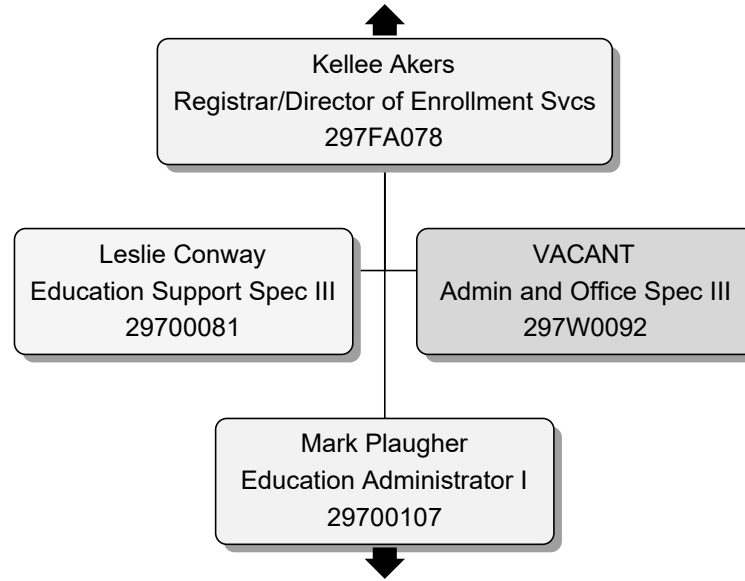 Kellee Akers
Registrar/Director of Enrollment Svcs
297FA078
Leslie Conway
Education Support Spec III
29700081
VACANT
Admin and Office Spec III
297W0092
Mark Plaugher
Education Administrator I
29700107